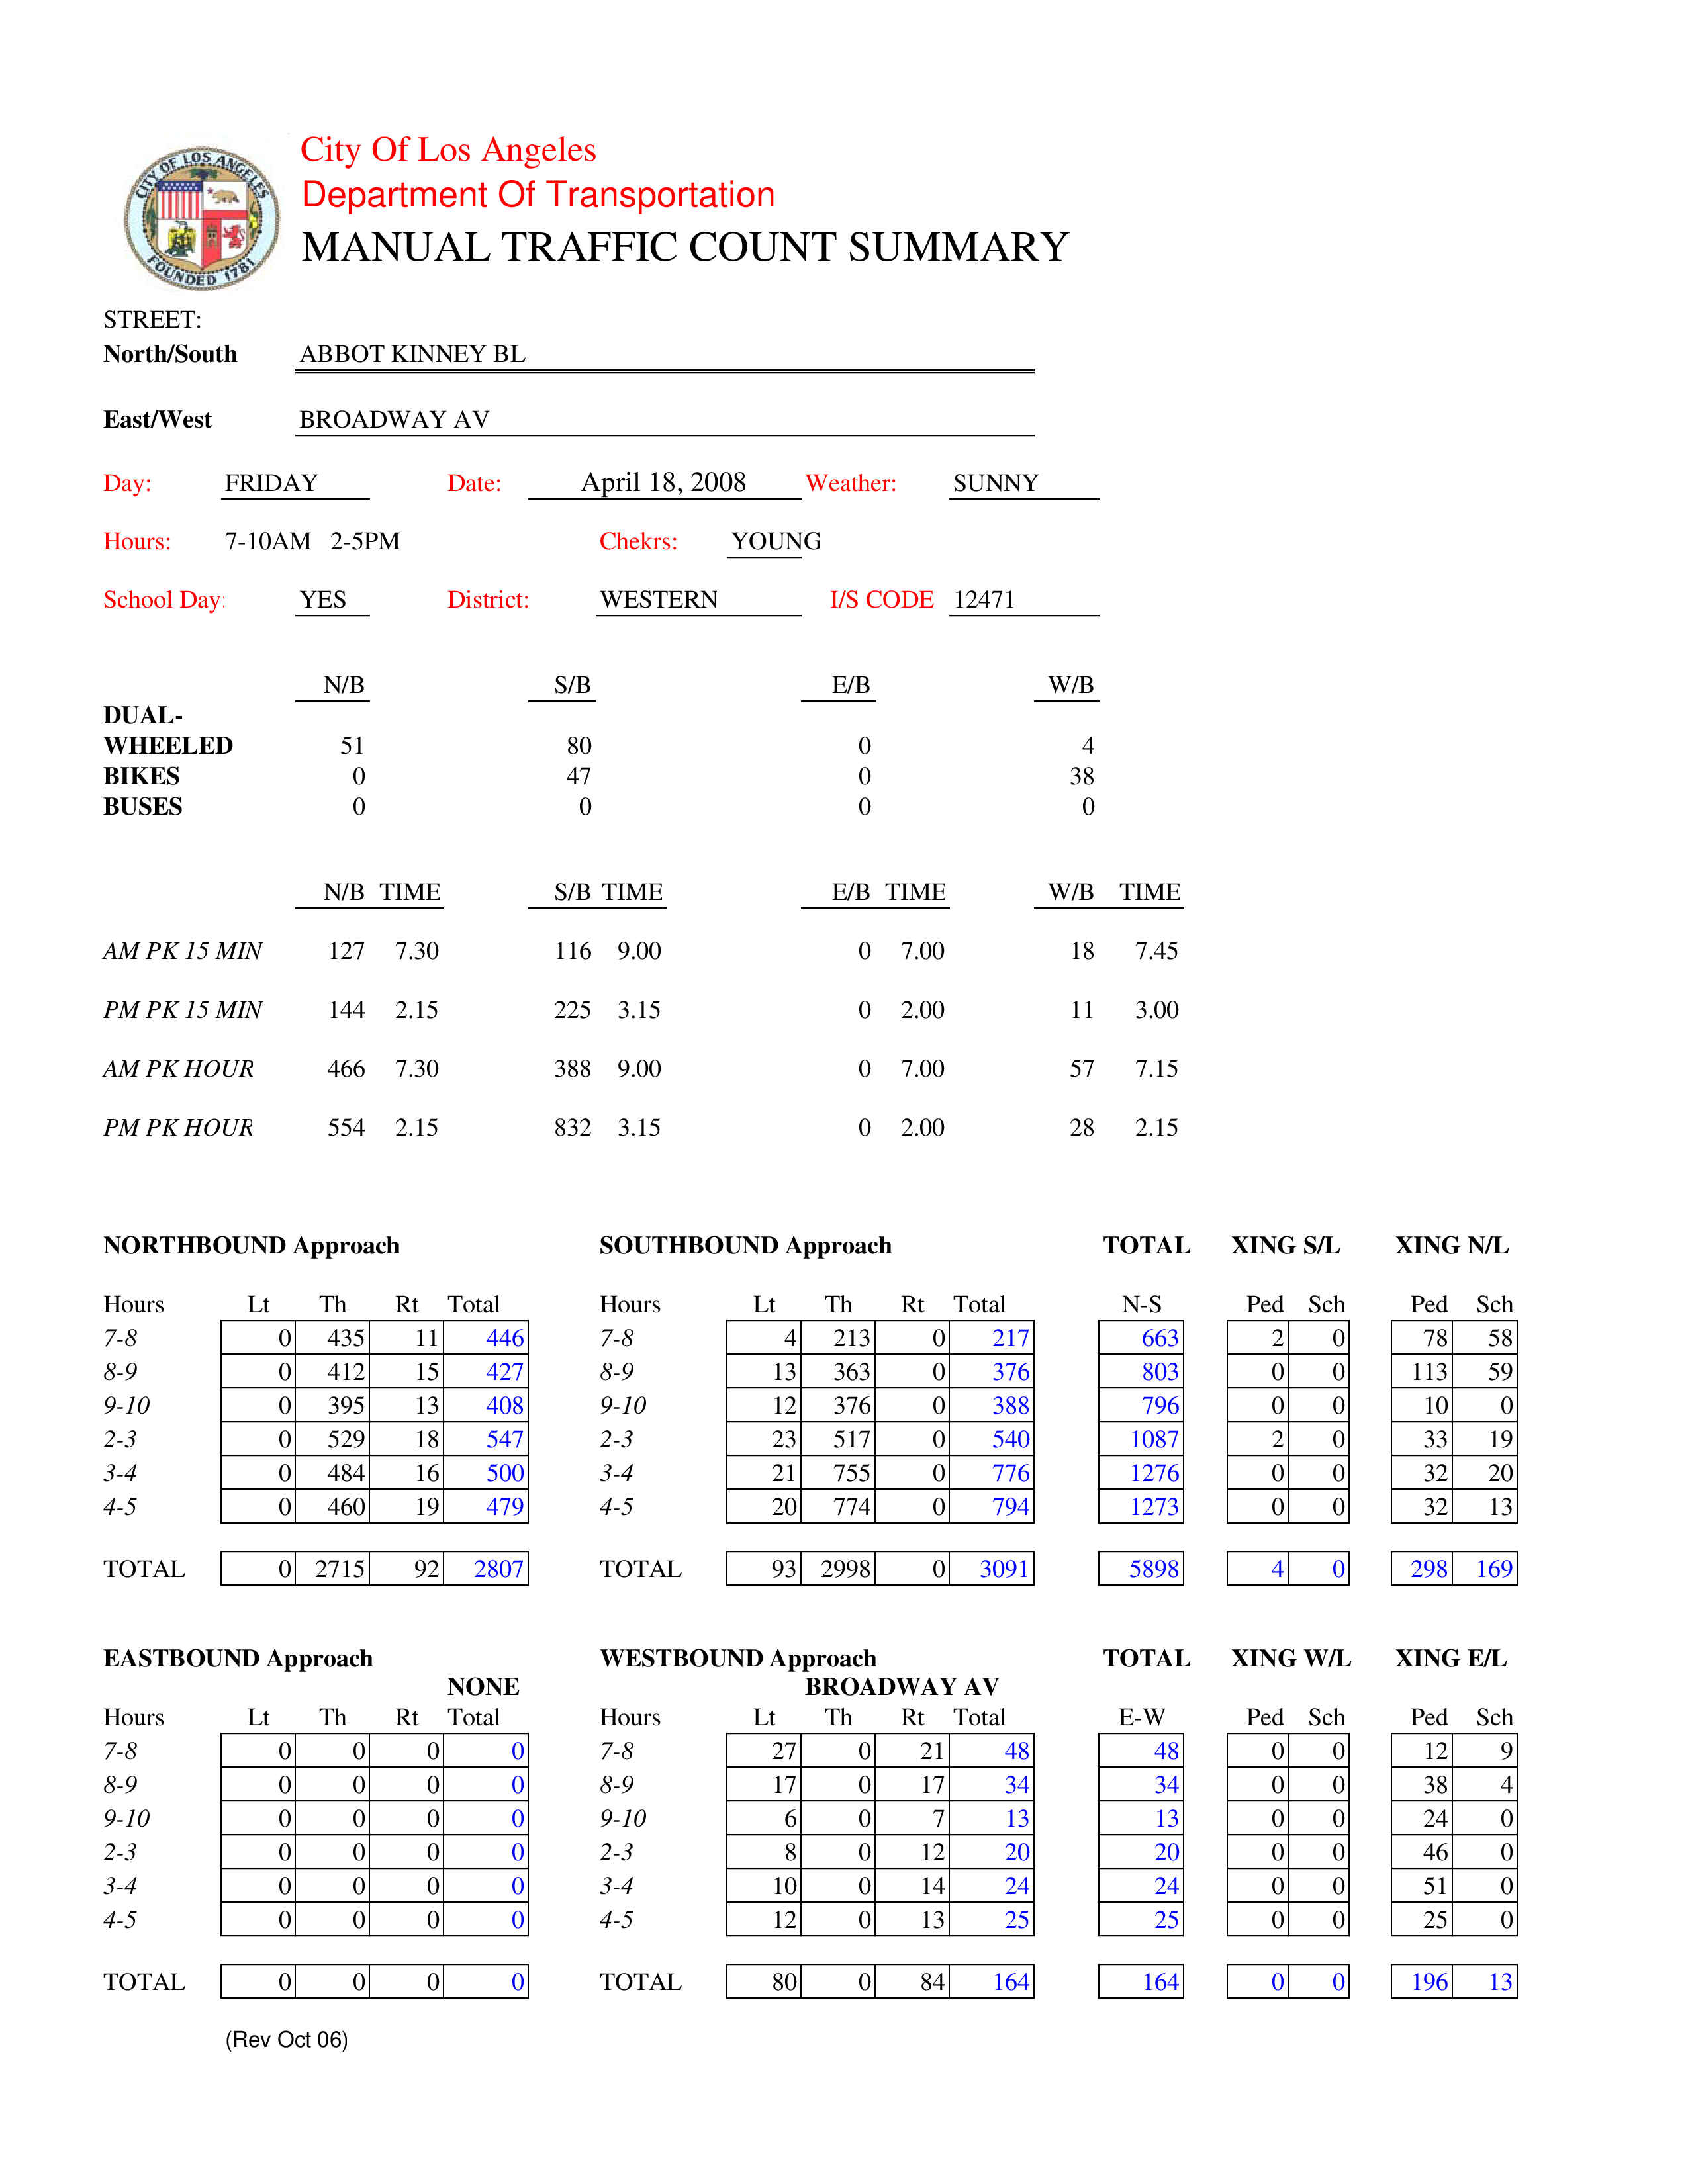 CITY OF LOS ANGELES
FOUNDED 1781
City Of Los Angeles
Department Of Transportation
MANUAL TRAFFIC COUNT SUMMARY
STREET:
North/South ABBOT KINNEY BL
East/West BROADWAY AV
Day: FRIDAY Date: April 18, 2008 Weather: SUNNY
Hours: 7-10AM 2-5PM Chekrs: YOUNG
School Day: YES District: WESTERN I/S CODE 12471
N/B S/B E/B W/B
DUAL-
WHEELED 51 80 0 4
BIKES 0 47 0 38
BUSES 0 0 0 0
N/B TIME S/B TIME E/B TIME W/B TIME
AM PK 15 MIN 127 7.30 116 9.00 0 7.00 18 7.45
PM PK 15 MIN 144 2.15 225 3.15 0 2.00 11 3.00
AM PK HOUR 466 7.30 388 9.00 0 7.00 57 7.15
PM PK HOUR 554 2.15 832 3.15 0 2.00 28 2.15
NORTHBOUND Approach SOUTHBOUND Approach TOTAL XING S/L XING N/L
Hours Lt Th Rt Total Hours Lt Th Rt Total N-S Ped Sch Ped Sch
7-8 0 435 11 446 7-8 4 213 0 217 663 2 0 78 58
8-9 0 412 15 427 8-9 13 363 0 376 803 0 0 113 59
9-10 0 395 13 408 9-10 12 376 0 388 796 0 0 10 0
2-3 0 529 18 547 2-3 23 517 0 540 1087 2 0 33 19
3-4 0 484 16 500 3-4 21 755 0 776 1276 0 0 32 20
4-5 0 460 19 479 4-5 20 774 0 794 1273 0 0 32 13
TOTAL 0 2715 92 2807 TOTAL 93 2998 0 3091 5898 4 0 298 169
EASTBOUND Approach WESTBOUND Approach TOTAL XING W/L XING E/L
NONE BROADWAY AV
Hours Lt Th Rt Total Hours Lt Th Rt Total E-W Ped Sch Ped Sch
7-8 0 0 0 0 7-8 27 0 21 48 48 0 0 12 9
8-9 0 0 0 0 8-9 17 0 17 34 34 0 0 38 4
9-10 0 0 0 0 9-10 6 0 7 13 13 0 0 24 0
2-3 0 0 0 0 2-3 8 0 12 20 20 0 0 46 0
3-4 0 0 0 0 3-4 10 0 14 24 24 0 0 51 0
4-5 0 0 0 0 4-5 12 0 13 25 25 0 0 25 0
TOTAL 0 0 0 0 TOTAL 80 0 84 164 164 0 0 196 13
(Rev Oct 06)